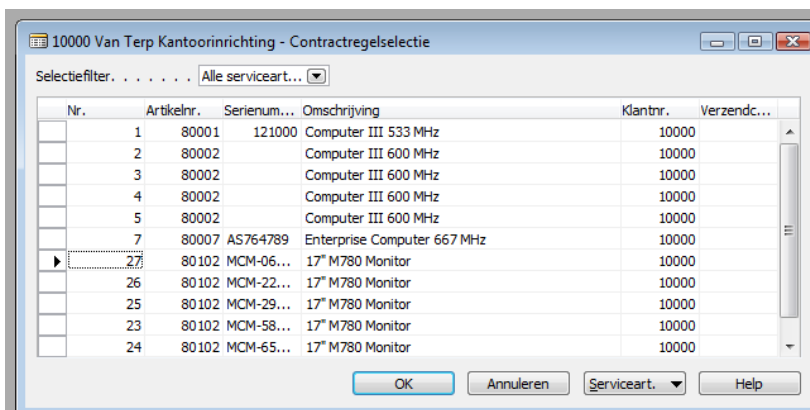 10000 Van Terp Kantoorinrichting - Contractregelselectie
Selectiefilter. . . . . . . Alle serviceart...
Nr. Artikelnr. Serienum... Omschrijving Klantnr. Verzendc...
1 80001 121000 Computer III 533 MHz 10000
2 80002 Computer III 600 MHz 10000
3 80002 Computer III 600 MHz 10000
4 80002 Computer III 600 MHz 10000
5 80002 Computer III 600 MHz 10000
7 80007 AS764789 Enterprise Computer 667 MHz 10000
27 80102 MCM-06... 17" M780 Monitor 10000
26 80102 MCM-22... 17" M780 Monitor 10000
25 80102 MCM-29... 17" M780 Monitor 10000
23 80102 MCM-58... 17" M780 Monitor 10000
24 80102 MCM-65... 17" M780 Monitor 10000
OK Annuleren Serviceart. Help